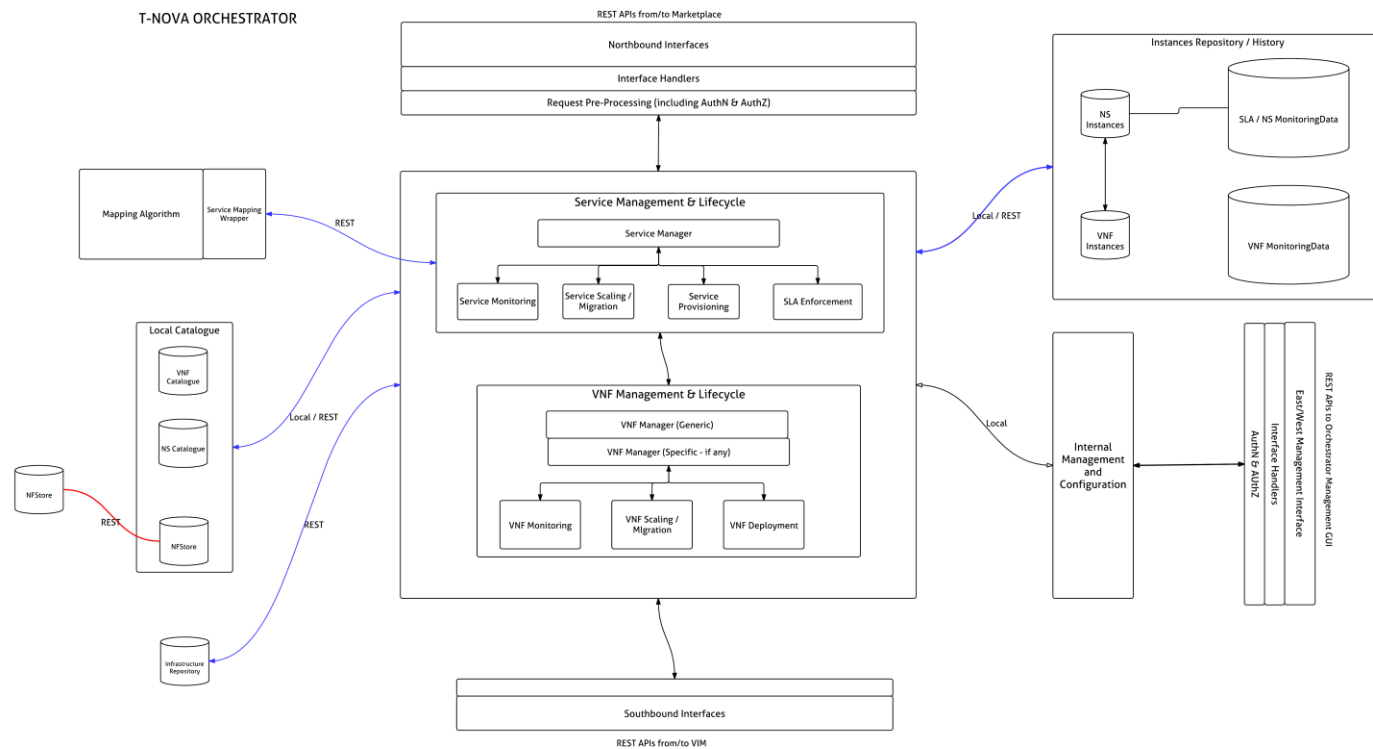 T-NOVA ORCHESTRATOR
REST APIs from/to Marketplace
Northbound Interfaces
Interface Handlers
Request Pre-Processing (including AuthN & AuthZ)
Instances Repository / History
NS
Instances
SLA / NS MonitoringData
VNF
Instances
VNF MonitoringData
Local / REST
Mapping Algorithm
Service Mapping
Wrapper
REST
Service Management & Lifecycle
Service Manager
Service Monitoring
Service Scaling /
Migration
Service
Provisioning
SLA Enforcement
Local Catalogue
VNF
Catalogue
NS Catalogue
NFStore
Local / REST
NFStore
REST
REST
Infrastructure
Repository
VNF Management & Lifecycle
VNF Manager (Generic)
VNF Manager (Specific - if any)
VNF Monitoring
VNF Scaling /
MIgration
VNF Deployment
Local
Internal
Management
and
Configuration
AuthN & AUthZ
Interface Handlers
East/West Management Interface
REST APIs to Orchestrator Management GUI
Southbound Interfaces
REST APIs from/to VIM